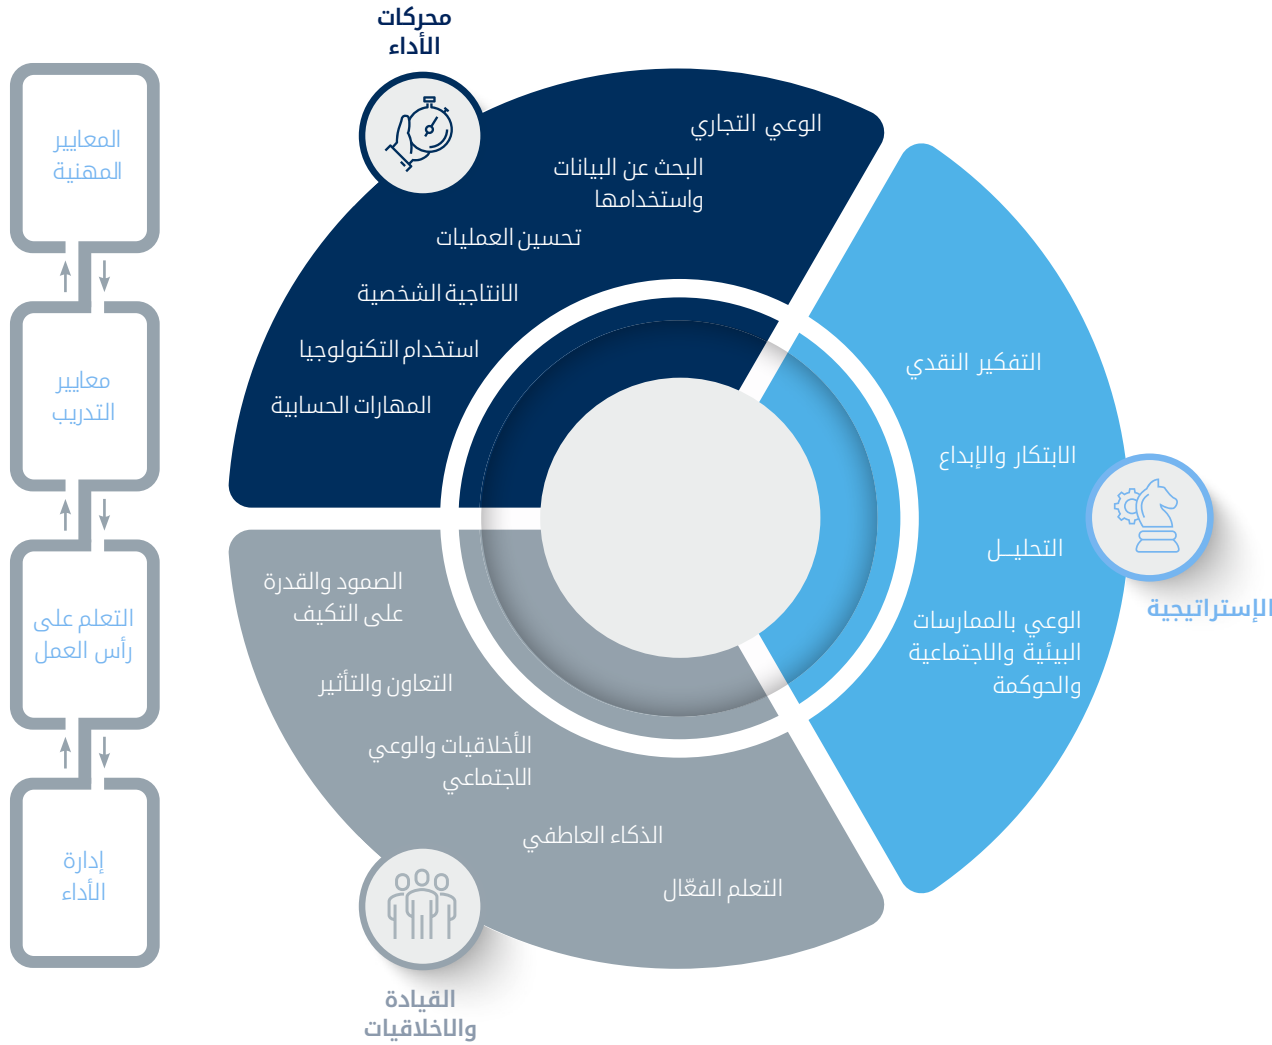 محركات
الأداء
الوعي التجاري
البحث عن البيانات
واستخدامها
تحسين العمليات
الانتاجية الشخصية
استخدام التكنولوجيا
المهارات الحسابية
التفكير النقدي
الابتكار والإبداع
التحليـــل
الوعي بالممارسات
البيئية والاجتماعية
والحوكمة
الإستراتيجية
الصمود والقدرة
على التكيف
التعاون والتأثير
الأخلاقيات والوعي
الاجتماعي
الذكاء العاطفي
التعلم الفعّال
القيادة
والاخلاقيات
المعايير
المهنية
معايير
التدريب
التعلم على
رأس العمل
إدارة
الأداء